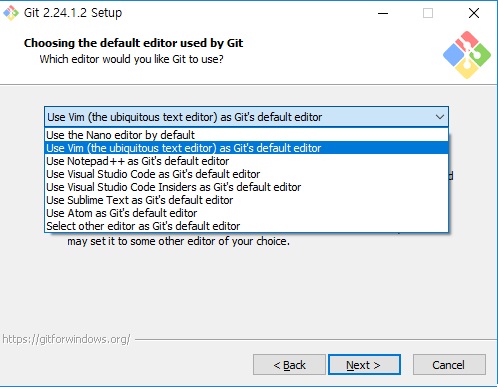 Git 2.24.1.2 Setup
Choosing the default editor used by Git
Which editor would you like Git to use?
Use Vim (the ubiquitous text editor) as Git's default editor
Use the Nano editor by default
Use Vim (the ubiquitous text editor) as Git's default editor
Use Notepad++ as Git's default editor
Use Visual Studio Code as Git's default editor
Use Visual Studio Code Insiders as Git's default editor
Use Sublime Text as Git's default editor
Use Atom as Git's default editor
Select other editor as Git's default editor
may set it to some other editor of your choice.
https://gitforwindows.org/
< Back
Next >
Cancel